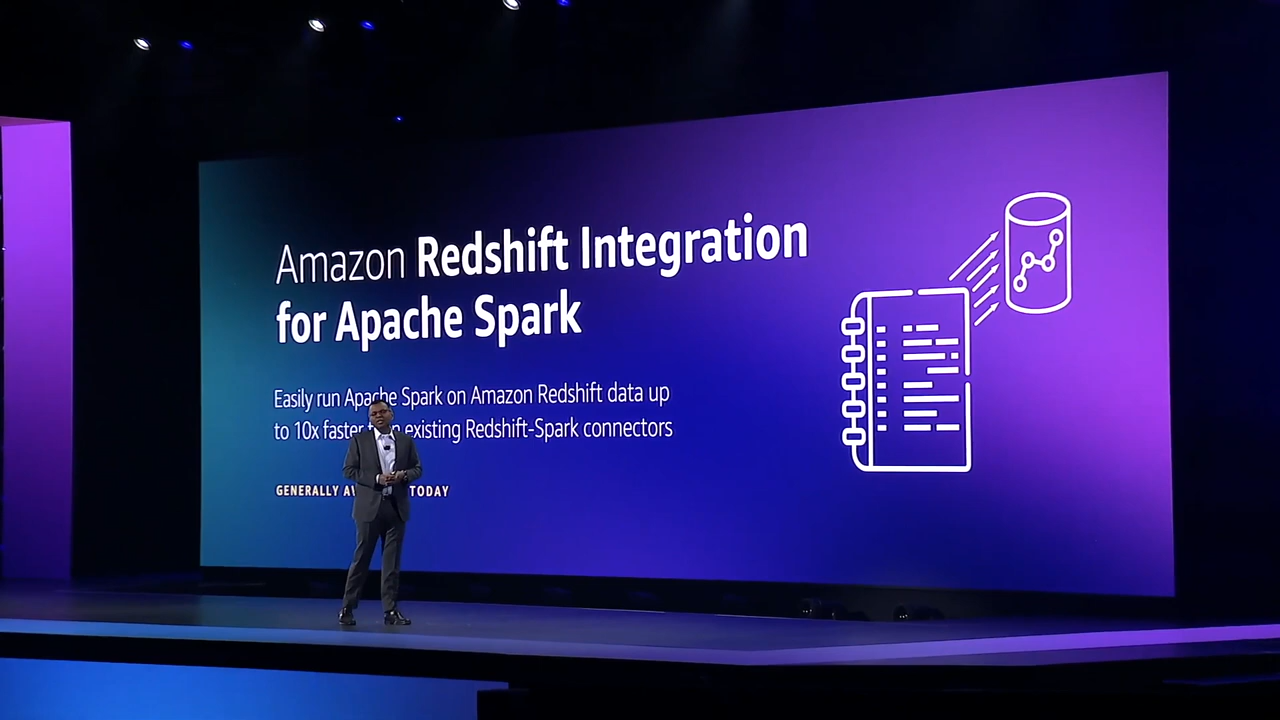 Amazon Redshift Integration
for Apache Spark
Easily run Apache Spark on Amazon Redshift data up
to 10x faster existing Redshift-Spark connectors
GENERALLY TODAY